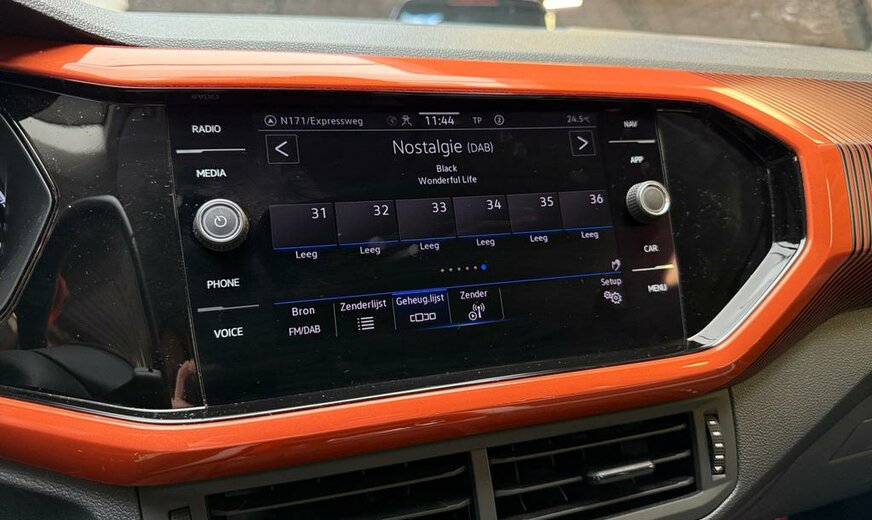 RADIO
MEDIA
PHONE
VOICE
N171/Expressweg 11:44 TP 2 24.5°C
< Nostalgie (DAB) >
Black
Wonderful Life
31 32 33 34 35 36
Leeg Leeg Leeg Leeg Leeg Leeg
Bron Zenderlijst Geheug.lijst Zender Setup
FM/DAB
NAV
APP
CAR
MENU